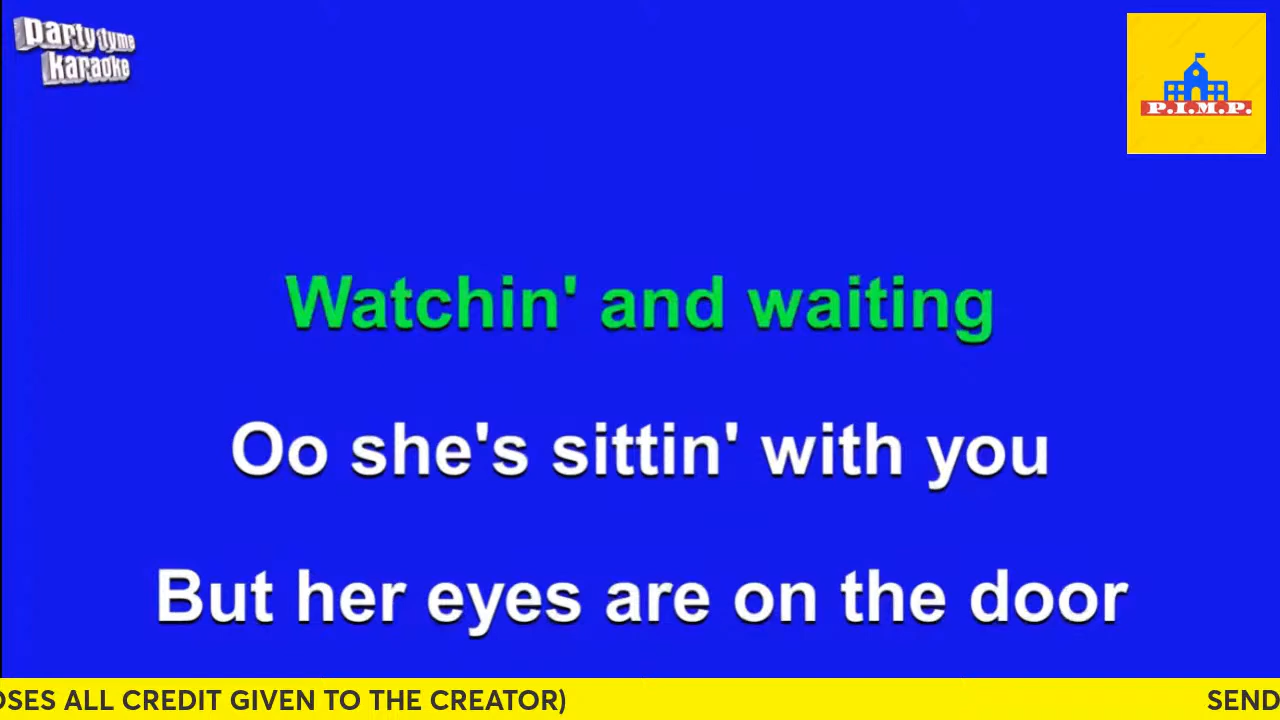 party tyme
karaoke
P.I.M.P.
Watchin' and waiting
Oo she's sittin' with you
But her eyes are on the door
OSES ALL CREDIT GIVEN TO THE CREATOR)
SEND